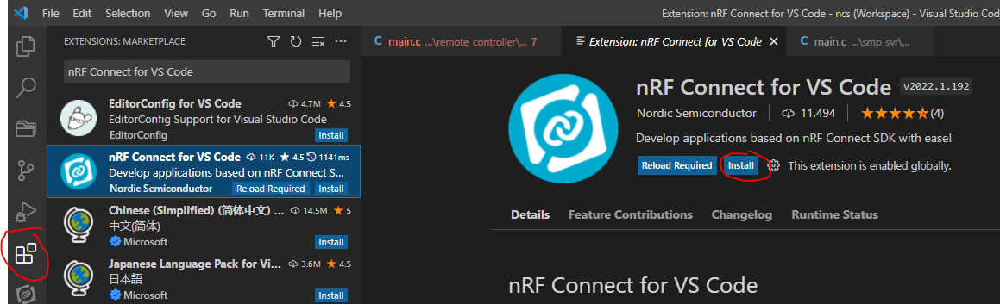 File Edit Selection View Go Run Terminal Help
Extension: nRF Connect for VS Code - ncs (Workspace) - Visual Studio Cod
EXTENSIONS: MARKETPLACE
nRF Connect for VS Code
EditorConfig for VS Code 4.7M ★ 4.5
EditorConfig Support for Visual Studio Code
EditorConfig Install
nRF Connect for VS Code 11K ★ 4.5 1141ms
Develop applications based on nRF Connect S...
Nordic Semiconductor Reload Required Install
Chinese (Simplified) (简体中文) ... 14.5M ★ 5
中文(简体)
Microsoft Install
Japanese Language Pack for Vi... 3.6M ★ 4.5
日本語
Microsoft Install
C main.c ...\remote_controller\... 7
Extension: nRF Connect for VS Code
C main.c ...\smp_svr\...
nRF Connect for VS Code v2022.1.192
Nordic Semiconductor 11,494 (4)
Develop applications based on nRF Connect SDK with ease!
Reload Required Install This extension is enabled globally.
Details Feature Contributions Changelog Runtime Status
nRF Connect for VS Code